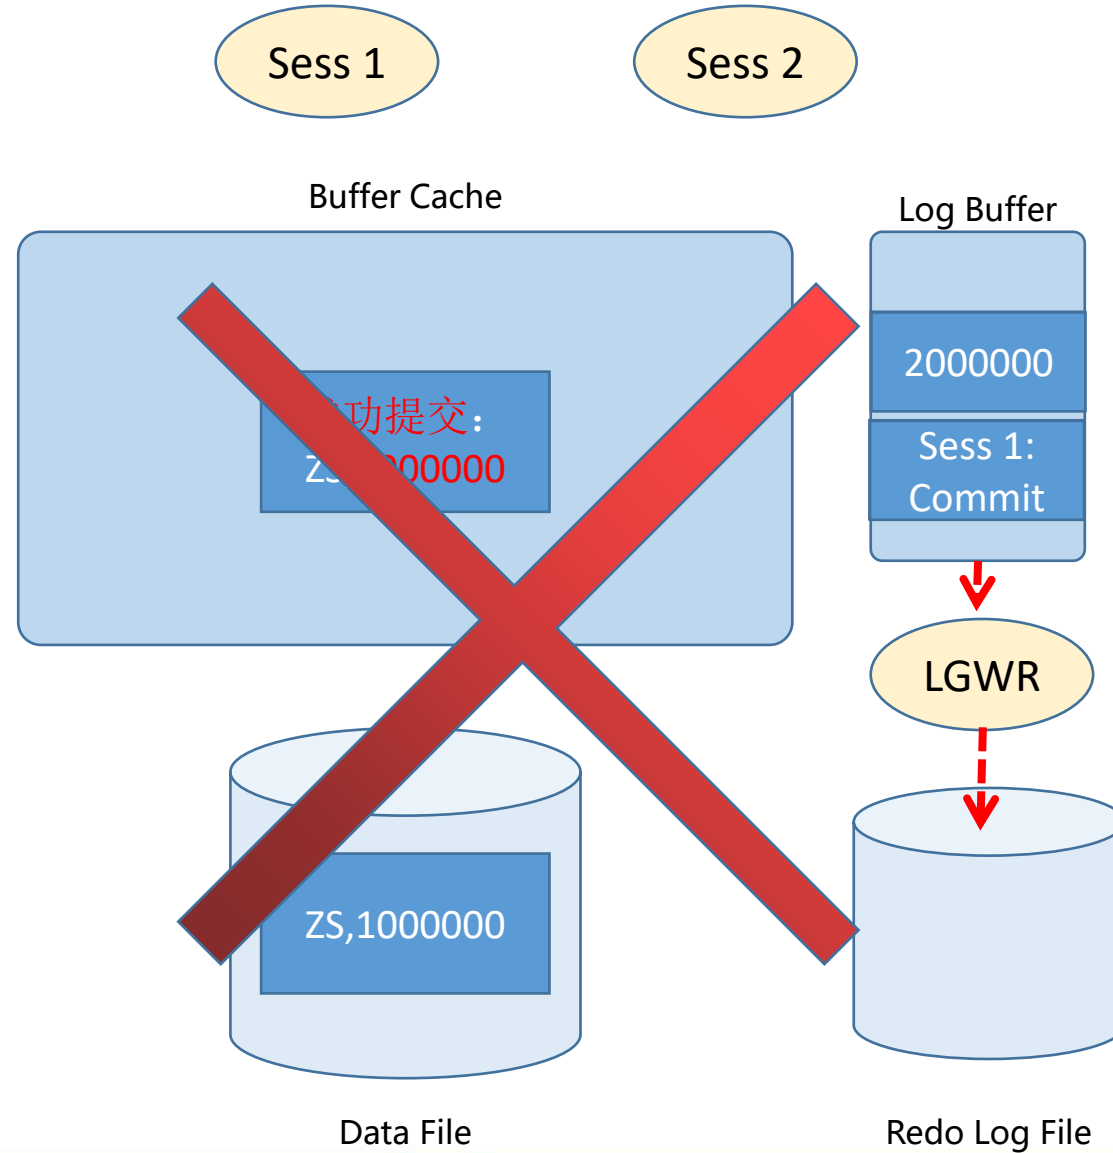 Sess 1
Sess 2
Buffer Cache
Log Buffer
2000000
功提交：
Sess 1:
ZS 000000
Commit
LGWR
ZS,1000000
Data File
Redo Log File